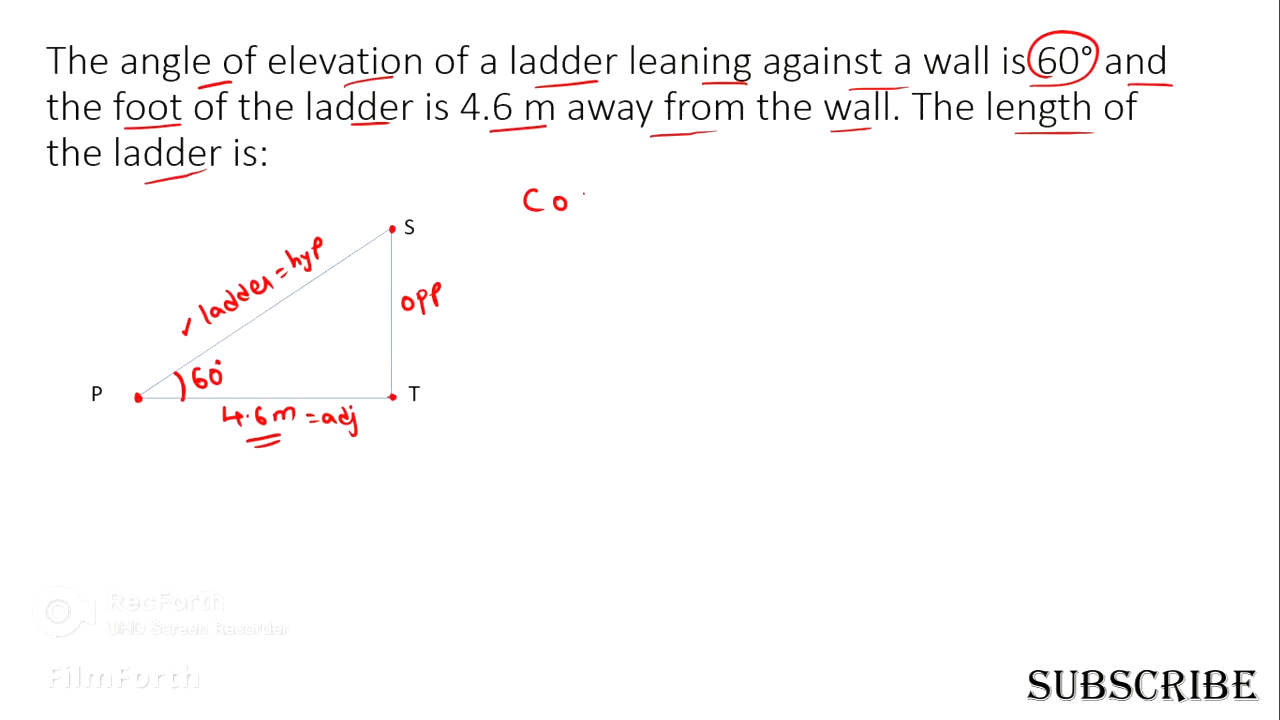 The angle of elevation of a ladder leaning against a wall is 60° and
the foot of the ladder is 4.6 m away from the wall. The length of
the ladder is:
Co
S
ladder = hyp
opp
60°
P
T
4.6m = adj
RecForth
UHD Screen Recorder
FilmForth
SUBSCRIBE